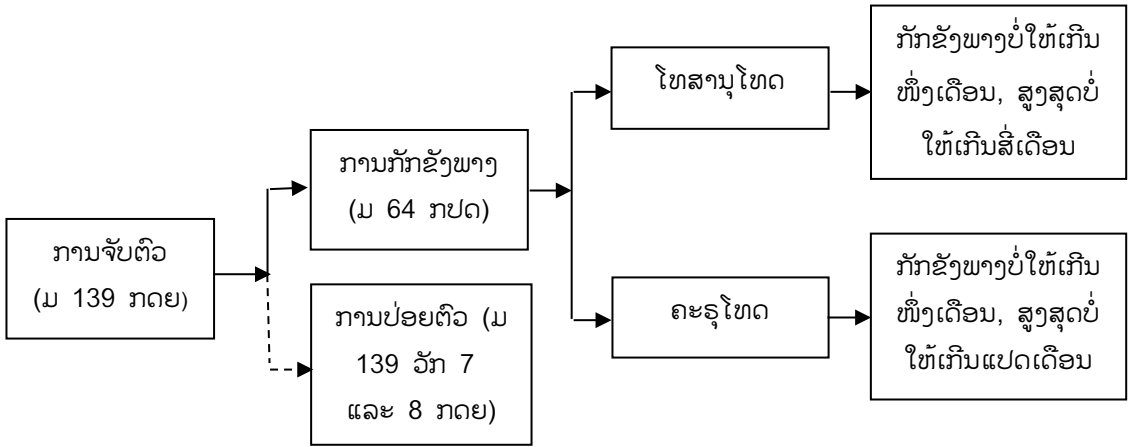 ການຈັບຕົວ
(ມ 139 ກດຍ)
ການກັກຂັງພາງ
(ມ 64 ກປດ)
ການປ່ອຍຕົວ (ມ
139 ວັກ 7
ແລະ 8 ກດຍ)
ໂທສານຸໂທດ
ກັກຂັງພາງບໍ່ໃຫ້ເກີນ
ໜຶ່ງເດືອນ, ສູງສຸດບໍ່
ໃຫ້ເກີນສີ່ເດືອນ
ຄະຣຸໂທດ
ກັກຂັງພາງບໍ່ໃຫ້ເກີນ
ໜຶ່ງເດືອນ, ສູງສຸດບໍ່
ໃຫ້ເກີນແປດເດືອນ